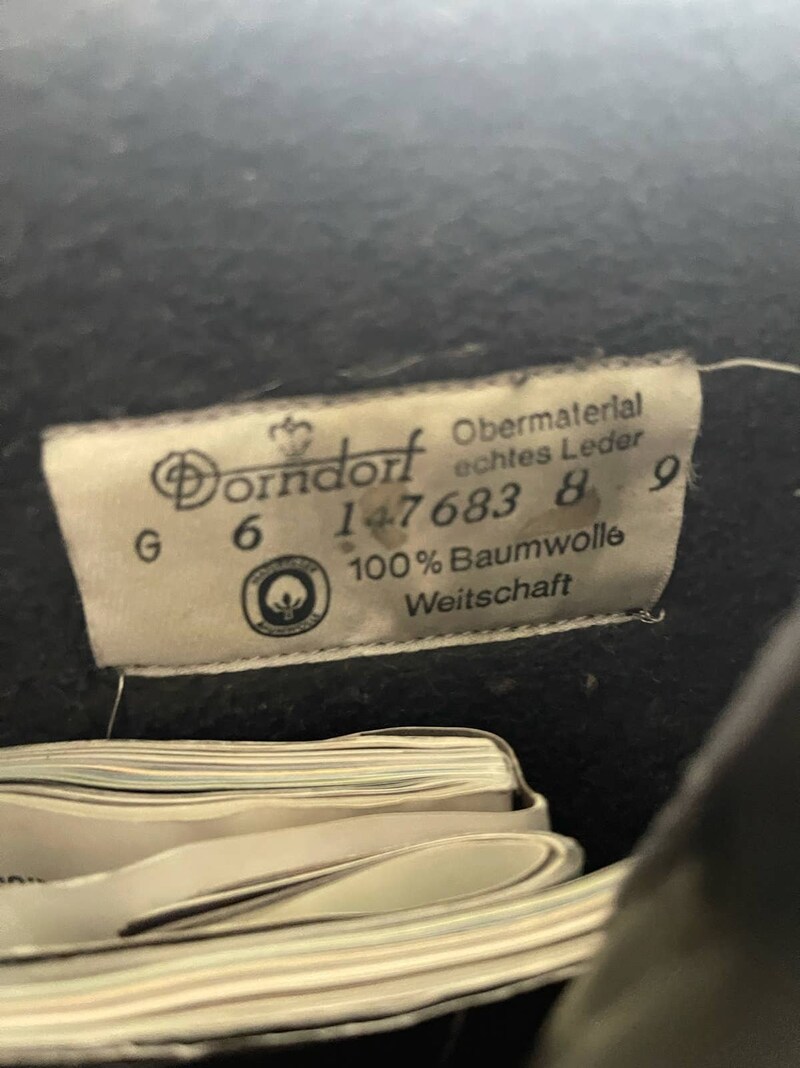 Dorndorf
Obermaterial
echtes Leder
G 6 147683 8 9
100% Baumwolle
Weitschaft